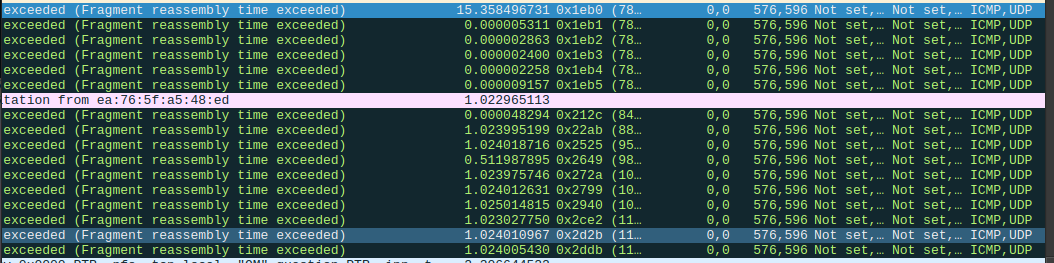 exceeded (Fragment reassembly time exceeded) 15.358496731 0x1eb0 (78… 0,0 576,596 Not set,… Not set,… ICMP,UDP
exceeded (Fragment reassembly time exceeded) 0.000005311 0x1eb1 (78… 0,0 576,596 Not set,… Not set,… ICMP,UDP
exceeded (Fragment reassembly time exceeded) 0.000002863 0x1eb2 (78… 0,0 576,596 Not set,… Not set,… ICMP,UDP
exceeded (Fragment reassembly time exceeded) 0.000002400 0x1eb3 (78… 0,0 576,596 Not set,… Not set,… ICMP,UDP
exceeded (Fragment reassembly time exceeded) 0.000002258 0x1eb4 (78… 0,0 576,596 Not set,… Not set,… ICMP,UDP
exceeded (Fragment reassembly time exceeded) 0.000009157 0x1eb5 (78… 0,0 576,596 Not set,… Not set,… ICMP,UDP
tation from ea:76:5f:a5:48:ed 1.022965113
exceeded (Fragment reassembly time exceeded) 0.000048294 0x212c (84… 0,0 576,596 Not set,… Not set,… ICMP,UDP
exceeded (Fragment reassembly time exceeded) 1.023995199 0x22ab (88… 0,0 576,596 Not set,… Not set,… ICMP,UDP
exceeded (Fragment reassembly time exceeded) 1.024018716 0x2525 (95… 0,0 576,596 Not set,… Not set,… ICMP,UDP
exceeded (Fragment reassembly time exceeded) 0.511987895 0x2649 (98… 0,0 576,596 Not set,… Not set,… ICMP,UDP
exceeded (Fragment reassembly time exceeded) 1.023975746 0x272a (10… 0,0 576,596 Not set,… Not set,… ICMP,UDP
exceeded (Fragment reassembly time exceeded) 1.024012631 0x2799 (10… 0,0 576,596 Not set,… Not set,… ICMP,UDP
exceeded (Fragment reassembly time exceeded) 1.025014815 0x2940 (10… 0,0 576,596 Not set,… Not set,… ICMP,UDP
exceeded (Fragment reassembly time exceeded) 1.023027750 0x2ce2 (11… 0,0 576,596 Not set,… Not set,… ICMP,UDP
exceeded (Fragment reassembly time exceeded) 1.024010967 0x2d2b (11… 0,0 576,596 Not set,… Not set,… ICMP,UDP
exceeded (Fragment reassembly time exceeded) 1.024005430 0x2ddb (11… 0,0 576,596 Not set,… Not set,… ICMP,UDP